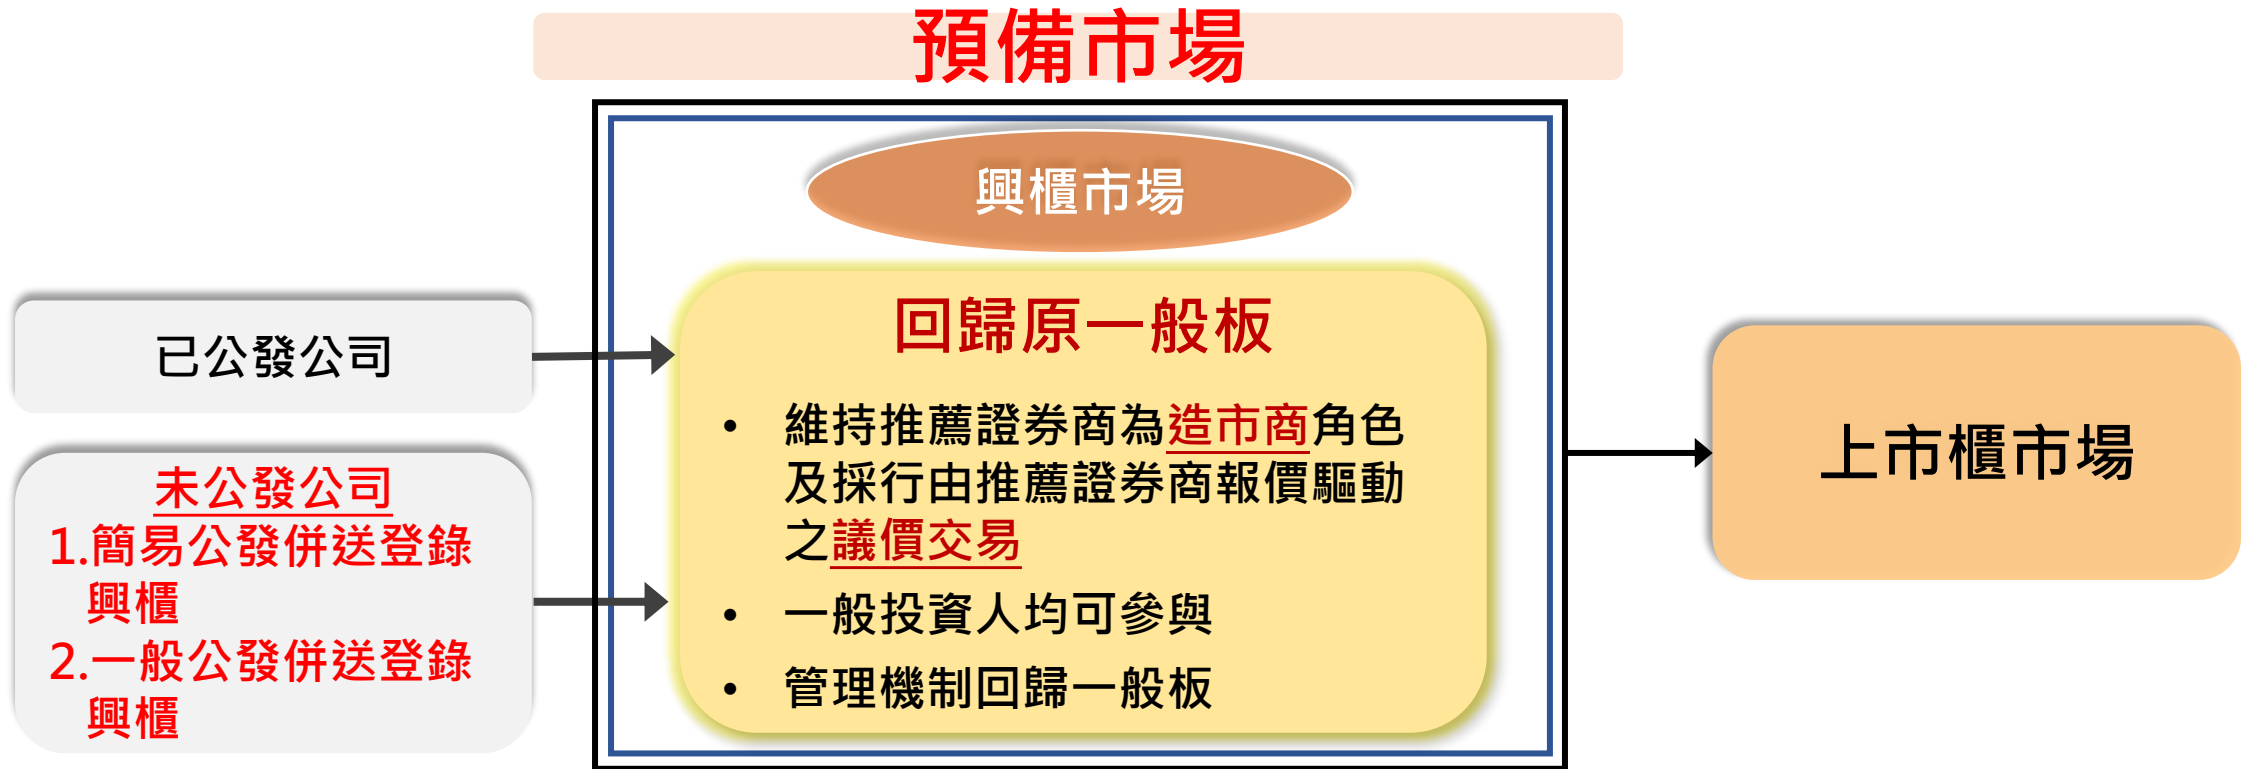 預備市場
興櫃市場
已公發公司
未公發公司
1.簡易公發併送登錄
興櫃
2.一般公發併送登錄
興櫃
回歸原一般板
• 維持推薦證券商為造市商角色
及採行由推薦證券商報價驅動
之議價交易
• 一般投資人均可參與
• 管理機制回歸一般板
上市櫃市場